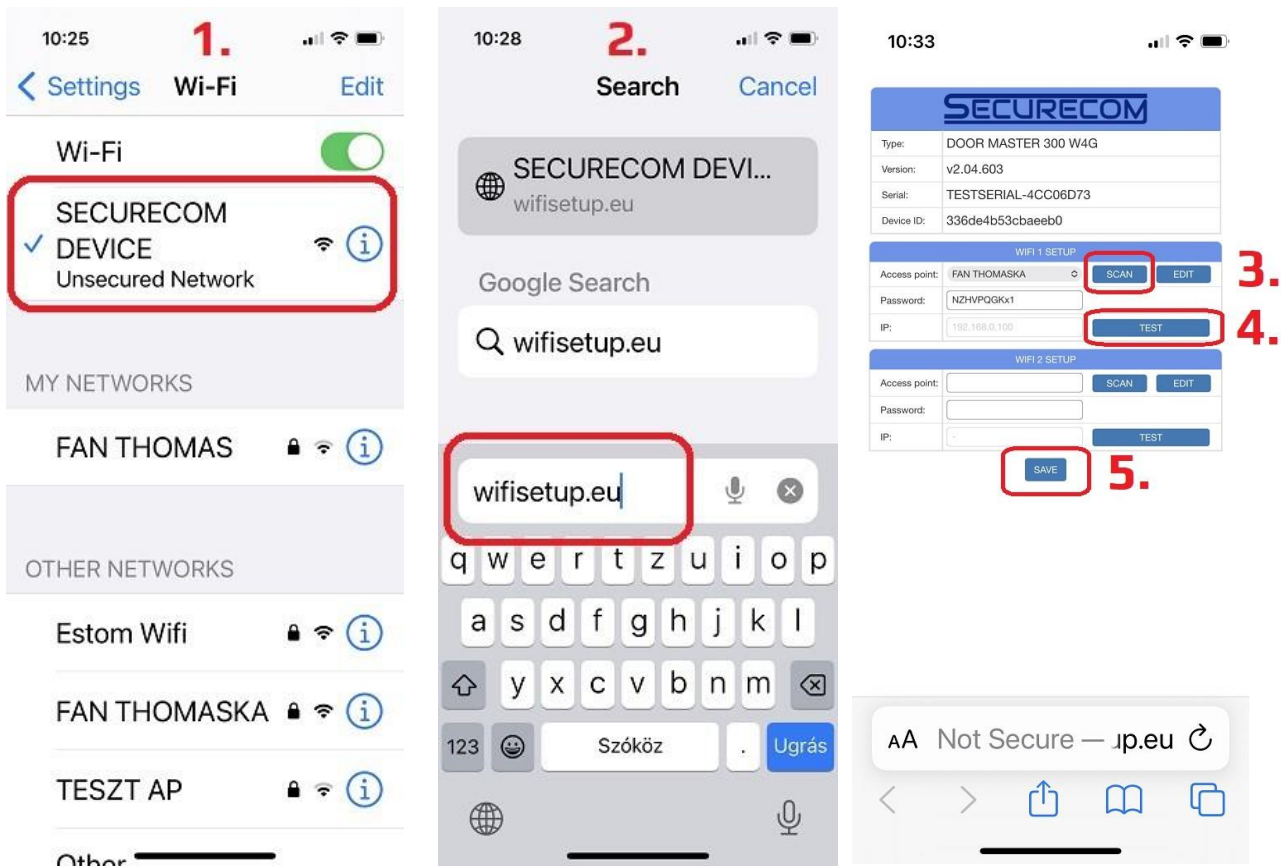 10:25
1.
Settings
Wi-Fi
Edit
Wi-Fi
SECURECOM
DEVICE
Unsecured Network
MY NETWORKS
FAN THOMAS
OTHER NETWORKS
Estom Wifi
FAN THOMASKA
TESZT AP
Other
10:28
2.
Search
Cancel
SECURECOM DEVI...
wifisetup.eu
Google Search
wifisetup.eu
wifisetup.eu
q w e r t z u i o p
a s d f g h j k l
y x c v b n m
123 Szóköz . Ugrás
10:33
SECURECOM
Type: DOOR MASTER 300 W4G
Version: v2.04.603
Serial: TESTSERIAL-4CC06D73
Device ID: 336de4b53cbaeeb0
WIFI 1 SETUP
Access point: FAN THOMASKA SCAN EDIT
3.
Password: NZHVPQGKx1
IP: 192.168.0.100 TEST
4.
WIFI 2 SETUP
Access point: SCAN EDIT
Password:
IP: - TEST
SAVE
5.
AA Not Secure — up.eu